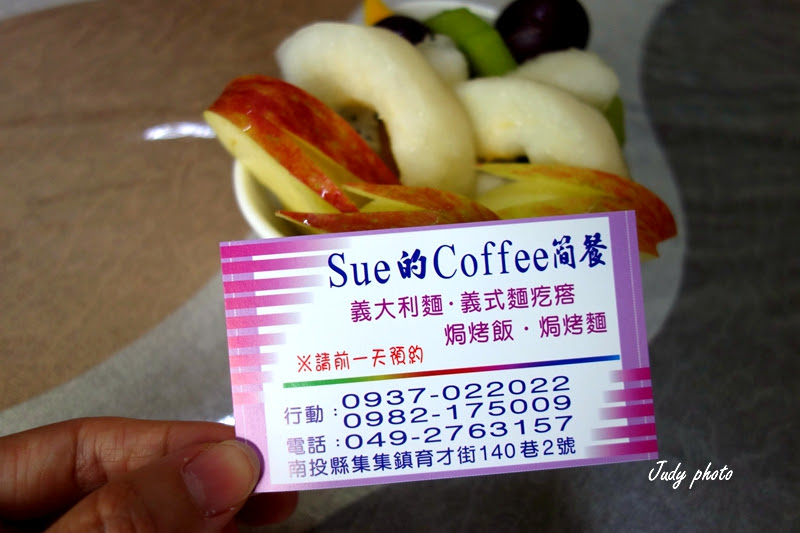 Sue的Coffee簡餐
義大利麵·義式麵疙瘩
焗烤飯·焗烤麵
※請前一天預約
行動：0937-022022
0982-175009
電話：049-2763157
南投縣集集鎮育才街140巷2號
Judy photo